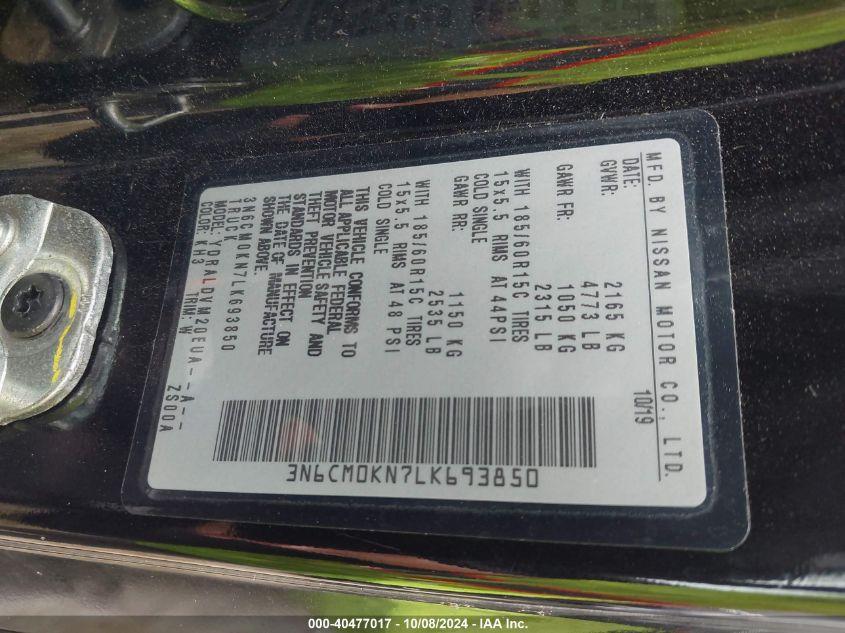 MFD. BY NISSAN MOTOR CO., LTD.
DATE: 10/19
GVWR: 2165 KG
4773 LB
GAWR FR: 1050 KG
2315 LB
WITH 185/60R15C TIRES
15x5.5 RIMS AT 44PSI
COLD SINGLE
GAWR RR: 1150 KG
2535 LB
WITH 185/60R15C TIRES
15x5.5 RIMS AT 48 PSI
COLD SINGLE
THIS VEHICLE CONFORMS TO
ALL APPLICABLE FEDERAL
MOTOR VEHICLE SAFETY AND
THEFT PREVENTION
STANDARDS IN EFFECT ON
THE DATE OF MANUFACTURE
SHOWN ABOVE.
3N6CM0KN7LK693850
TRUCK
MODEL: YDRALDVM20EUA--A--
COLOR: KH3 TRIM: W ZS00A
3N6CM0KN7LK693850
000-40477017 - 10/08/2024 - IAA Inc.